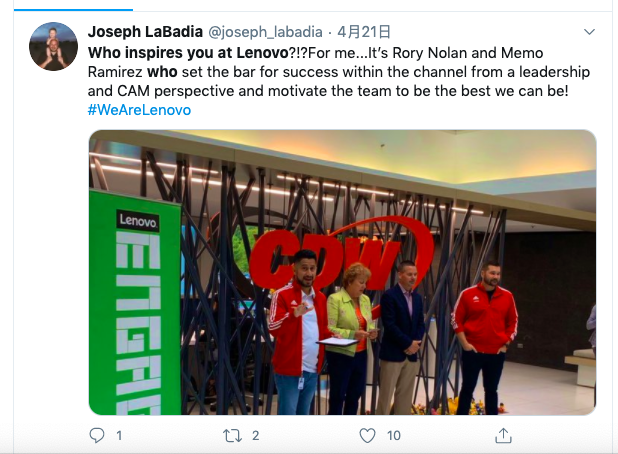 Joseph LaBadia @joseph_labadia · 4月21日
Who inspires you at Lenovo?!?For me...It's Rory Nolan and Memo
Ramirez who set the bar for success within the channel from a leadership
and CAM perspective and motivate the team to be the best we can be!
#WeAreLenovo
Lenovo
CDW
ENGAG
1
2
10